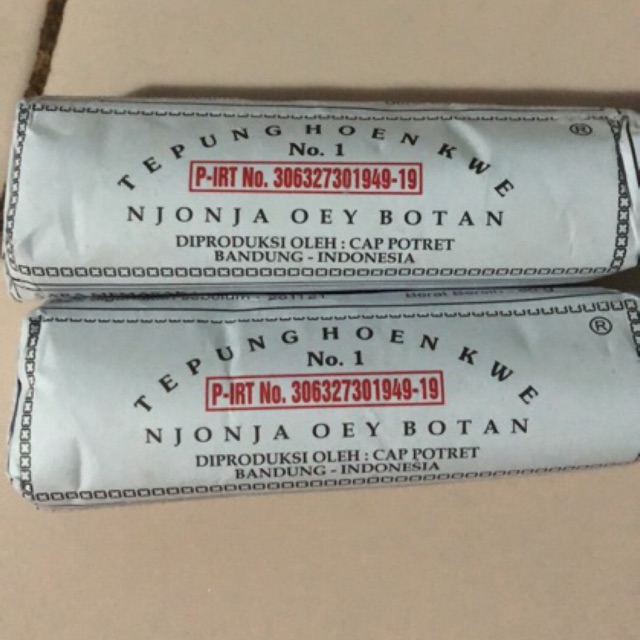 TEPUNG HOEN KWE ®
No. 1
P-IRT No. 306327301949-19
NJONJA OEY BOTAN
DIPRODUKSI OLEH : CAP POTRET
BANDUNG - INDONESIA
TEPUNG HOEN KWE ®
No. 1
P-IRT No. 306327301949-19
NJONJA OEY BOTAN
DIPRODUKSI OLEH : CAP POTRET
BANDUNG - INDONESIA